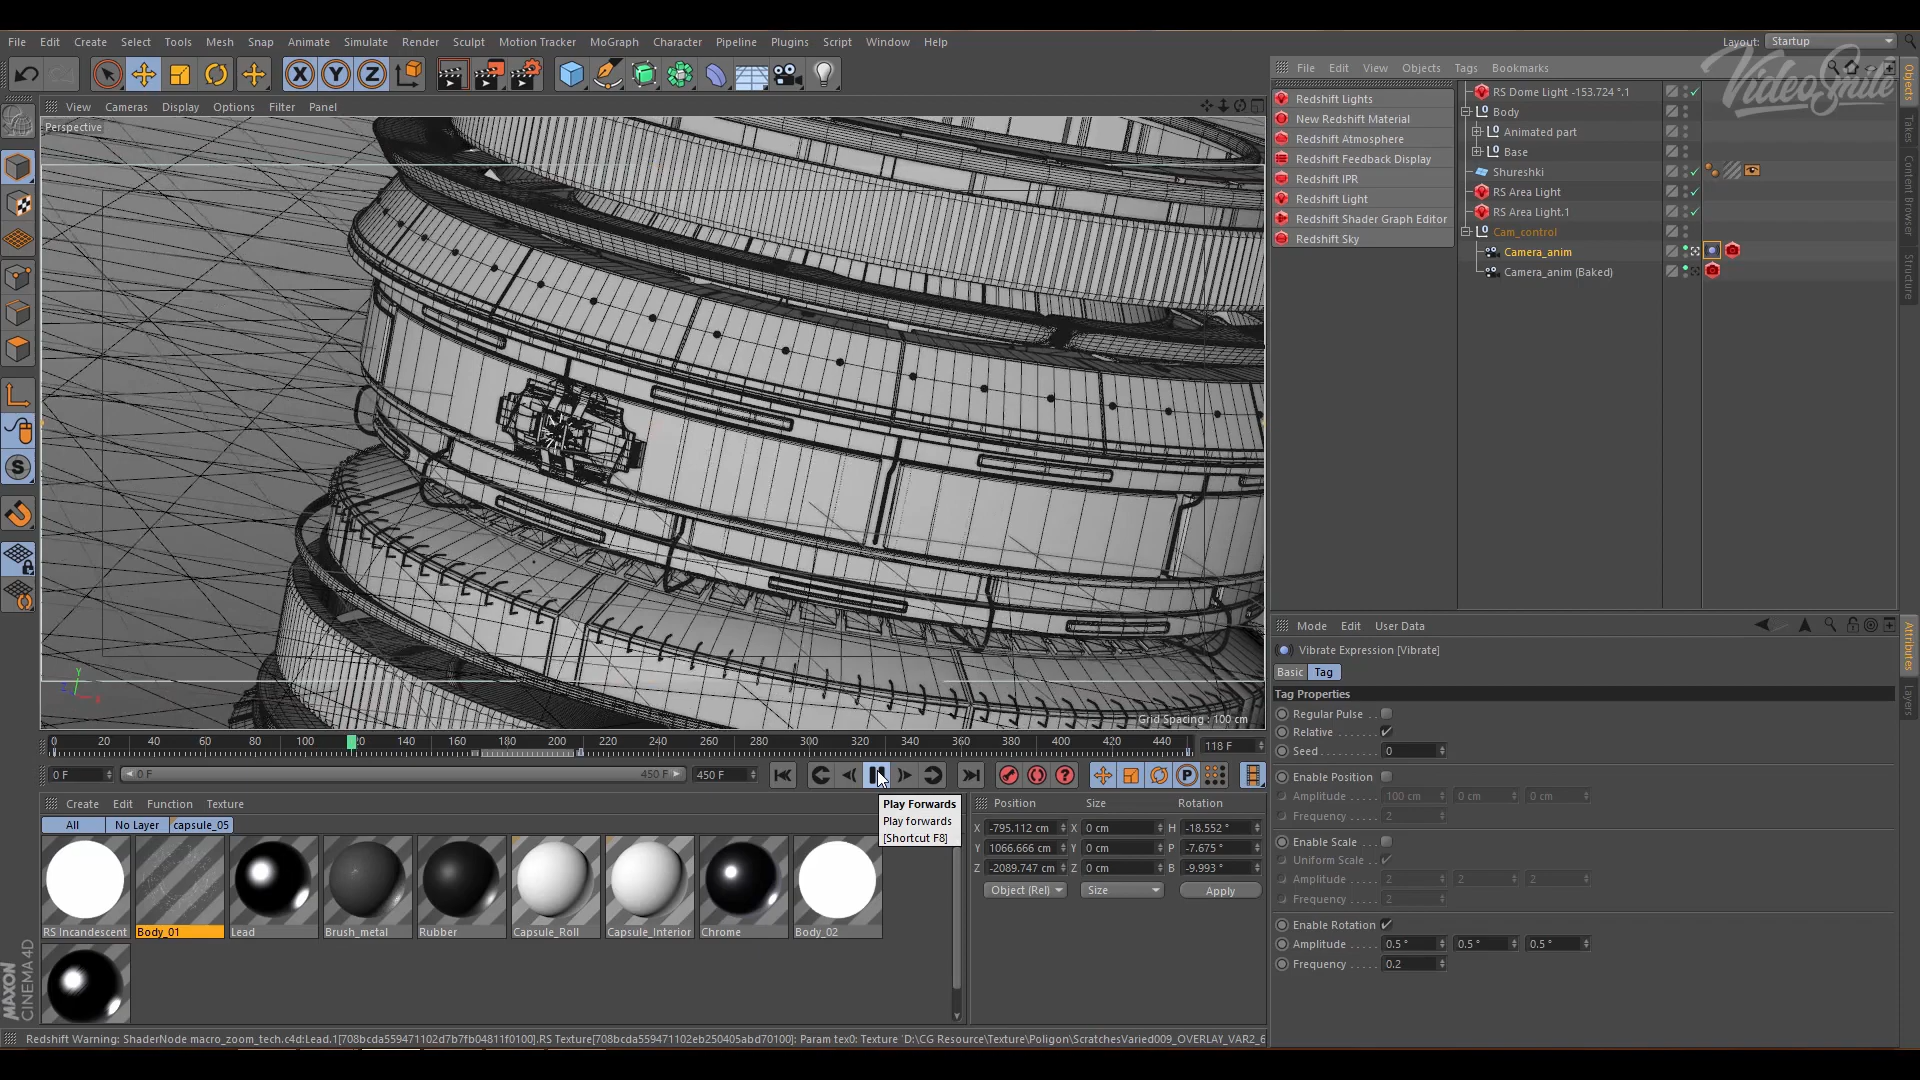 File Edit Create Select Tools Mesh Snap Animate Simulate Render Sculpt Motion Tracker MoGraph Character Pipeline Plugins Script Window Help
Layout: Startup
VideoSmile
File Edit View Objects Tags Bookmarks
Redshift Lights
New Redshift Material
Redshift Atmosphere
Redshift Feedback Display
Redshift IPR
Redshift Light
Redshift Shader Graph Editor
Redshift Sky
RS Dome Light -153.724 °.1
Body
Animated part
Base
Shureshki
RS Area Light
RS Area Light.1
Cam_control
Camera_anim
Camera_anim (Baked)
Objects
Takes
Content Browser
Structure
View Cameras Display Options Filter Panel
Perspective
Grid Spacing : 100 cm
0 20 40 60 80 100 140 160 180 200 220 240 260 280 300 320 340 360 380 400 420 440
118 F
0 F
0 F
450 F
450 F
Play Forwards
Play forwards
[Shortcut F8]
Create Edit Function Texture
All No Layer capsule_05
RS Incandescent Body_01 Lead Brush_metal Rubber Capsule_Roll Capsule_Interior Chrome Body_02
Position Size Rotation
X -795.112 cm X 0 cm H -18.552 °
Y 1066.666 cm Y 0 cm P -7.675 °
Z -2089.747 cm Z 0 cm B -9.993 °
Object (Rel) Size Apply
Mode Edit User Data
Vibrate Expression [Vibrate]
Basic Tag
Tag Properties
Regular Pulse . .
Relative . . . . . . .
Seed . . . . . . . . . 0
Enable Position
Amplitude . . . . . 100 cm 0 cm 0 cm
Frequency . . . . . 2
Enable Scale .
Uniform Scale .
Amplitude . . . . . 2 2 2
Frequency . . . . . 2
Enable Rotation
Amplitude . . . . . 0.5 ° 0.5 ° 0.5 °
Frequency . . . . . 0.2
Attributes
Layers
MAXON
CINEMA 4D
Redshift Warning: ShaderNode macro_zoom_tech.c4d:Lead.1[708bcda559471102d7b7fb04811f0100].RS Texture[708bcda559471102eb250405abd70100]: Param tex0: Texture 'D:\CG Resource\Texture\Poligon\ScratchesVaried009_OVERLAY_VAR2_6